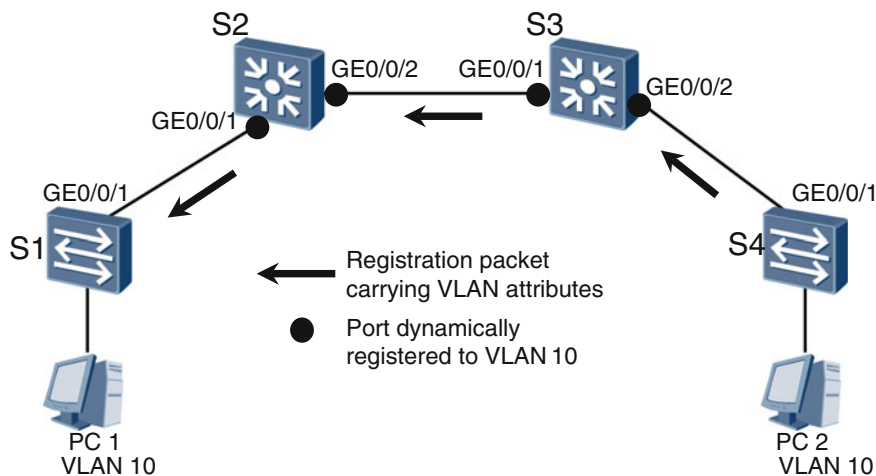 S2
S3
GE0/0/2
GE0/0/1
GE0/0/2
GE0/0/1
GE0/0/1
GE0/0/1
S1
S4
Registration packet
carrying VLAN attributes
Port dynamically
registered to VLAN 10
PC 1
VLAN 10
PC 2
VLAN 10